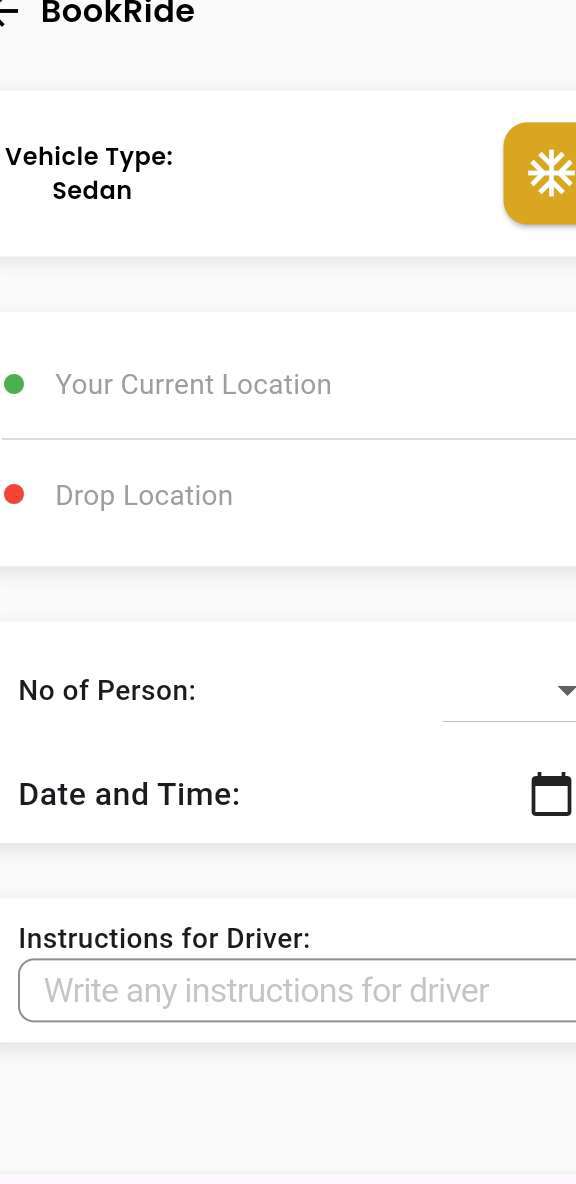 BookRide
Vehicle Type:
Sedan
Your Current Location
Drop Location
No of Person:
Date and Time:
Instructions for Driver:
Write any instructions for driver